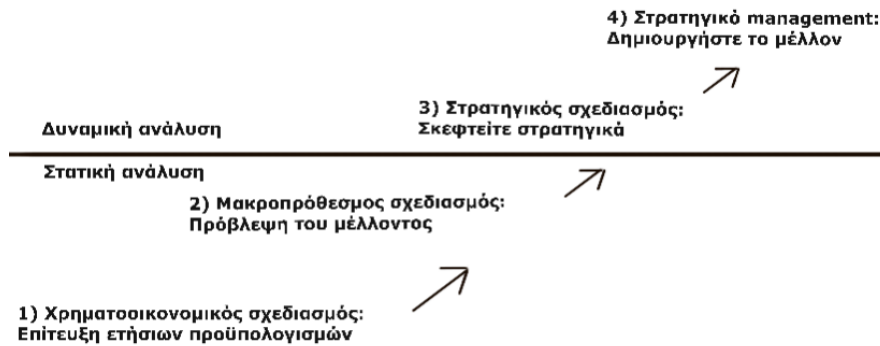 4) Στρατηγικό management:
Δημιουργήστε το μέλλον
3) Στρατηγικός σχεδιασμός:
Σκεφτείτε στρατηγικά
Δυναμική ανάλυση
Στατική ανάλυση
2) Μακροπρόθεσμος σχεδιασμός:
Πρόβλεψη του μέλλοντος
1) Χρηματοοικονομικός σχεδιασμός:
Επίτευξη ετήσιων προϋπολογισμών